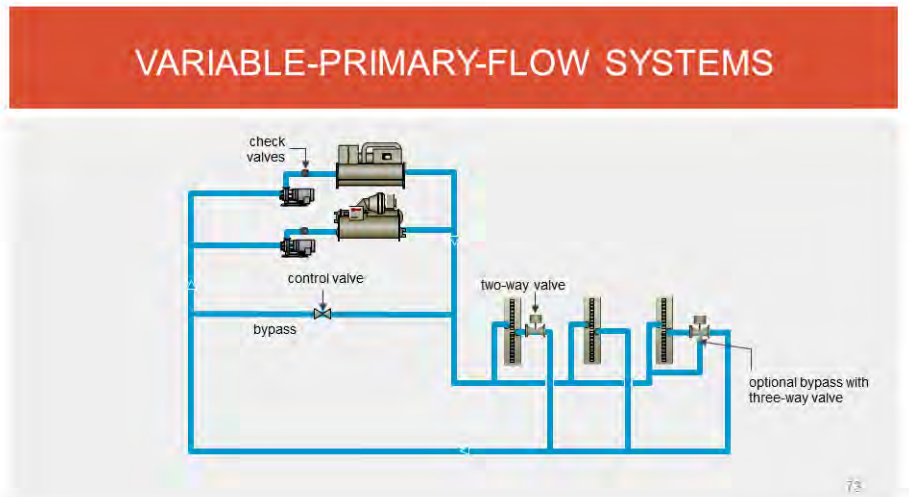 VARIABLE-PRIMARY-FLOW SYSTEMS
check
valves
control valve
two-way valve
bypass
optional bypass with
three-way valve
73